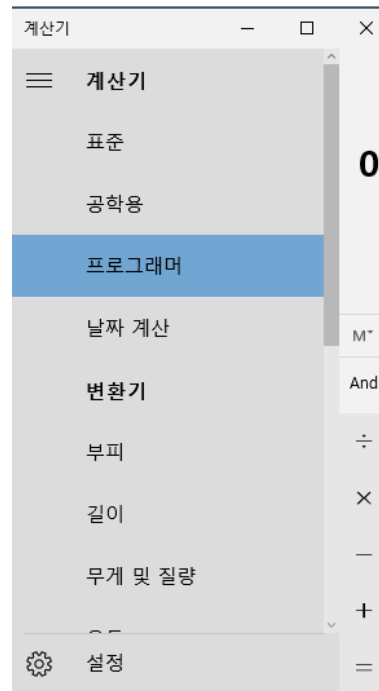 계산기
계산기
표준
0
공학용
프로그래머
날짜 계산
M
변환기
And
부피
÷
길이
×
무게 및 질량
−
+
설정
=